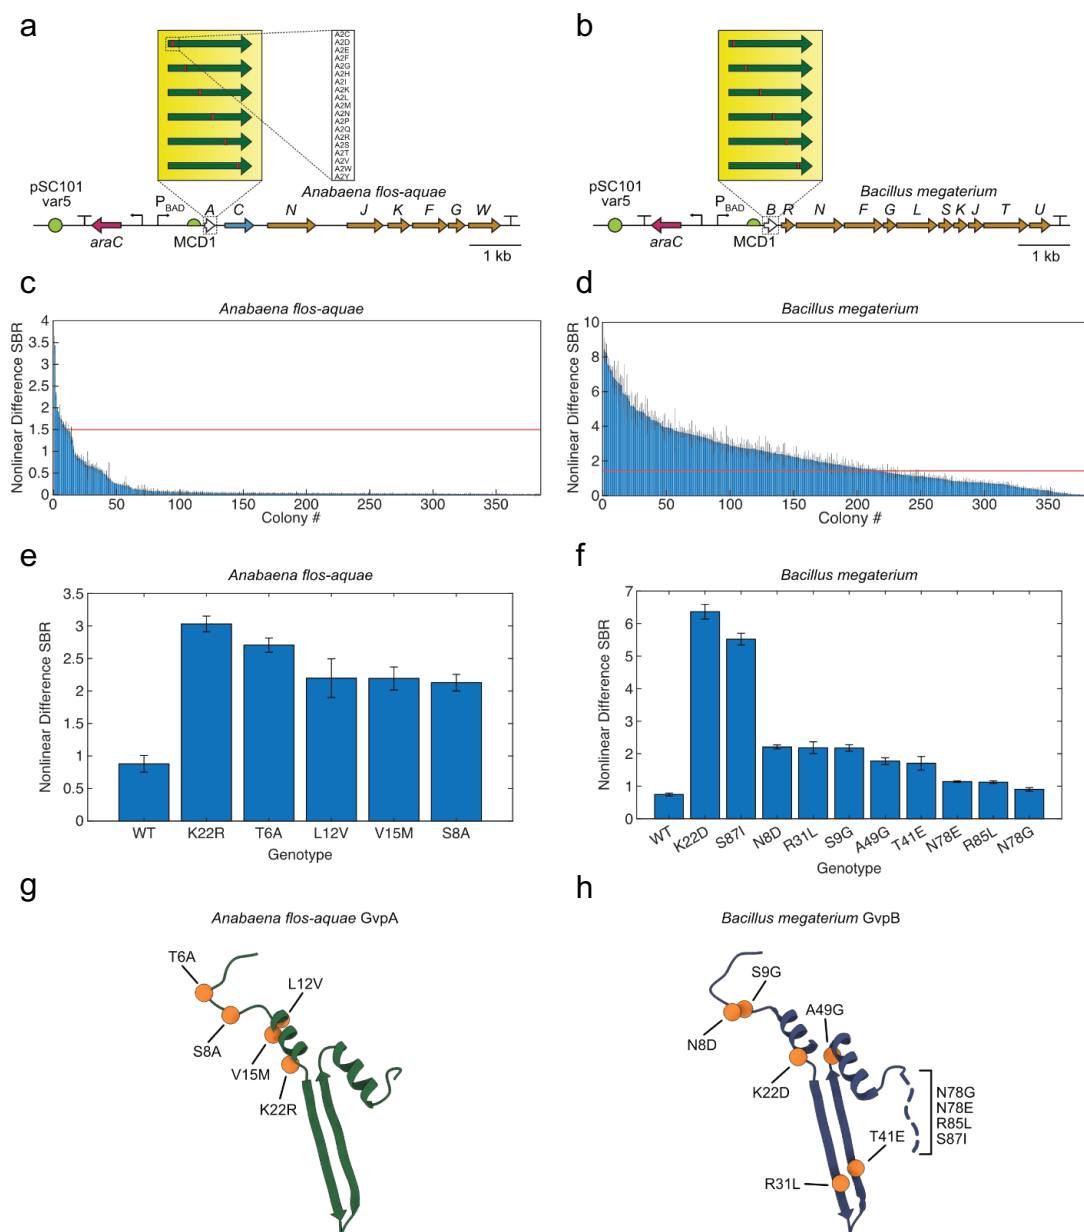 a
A2C
A2D
A2E
A2F
A2G
A2H
A2I
A2K
A2L
A2M
A2N
A2P
A2Q
A2R
A2S
A2T
A2V
A2W
A2Y
pSC101
var5
araC
P BAD
MCD1
Anabaena flos-aquae
A C N J K F G W
1 kb
b
pSC101
var5
araC
P BAD
MCD1
Bacillus megaterium
B R N F G L S K J T U
1 kb
c
Anabaena flos-aquae
Nonlinear Difference SBR
4
3.5
3
2.5
2
1.5
1
0.5
0
0 50 100 150 200 250 300 350
Colony #
d
Bacillus megaterium
Nonlinear Difference SBR
10
8
6
4
2
0
0 50 100 150 200 250 300 350
Colony #
e
Anabaena flos-aquae
Nonlinear Difference SBR
3.5
3
2.5
2
1.5
1
0.5
0
WT K22R T6A L12V V15M S8A
Genotype
f
Bacillus megaterium
Nonlinear Difference SBR
7
6
5
4
3
2
1
0
WT K22D S87I N8D R31L S9G A49G T41E N78E R85L N78G
Genotype
g
Anabaena flos-aquae GvpA
T6A
L12V
S8A
V15M
K22R
h
Bacillus megaterium GvpB
S9G
A49G
N8D
K22D
N78G
N78E
R85L
S87I
T41E
R31L